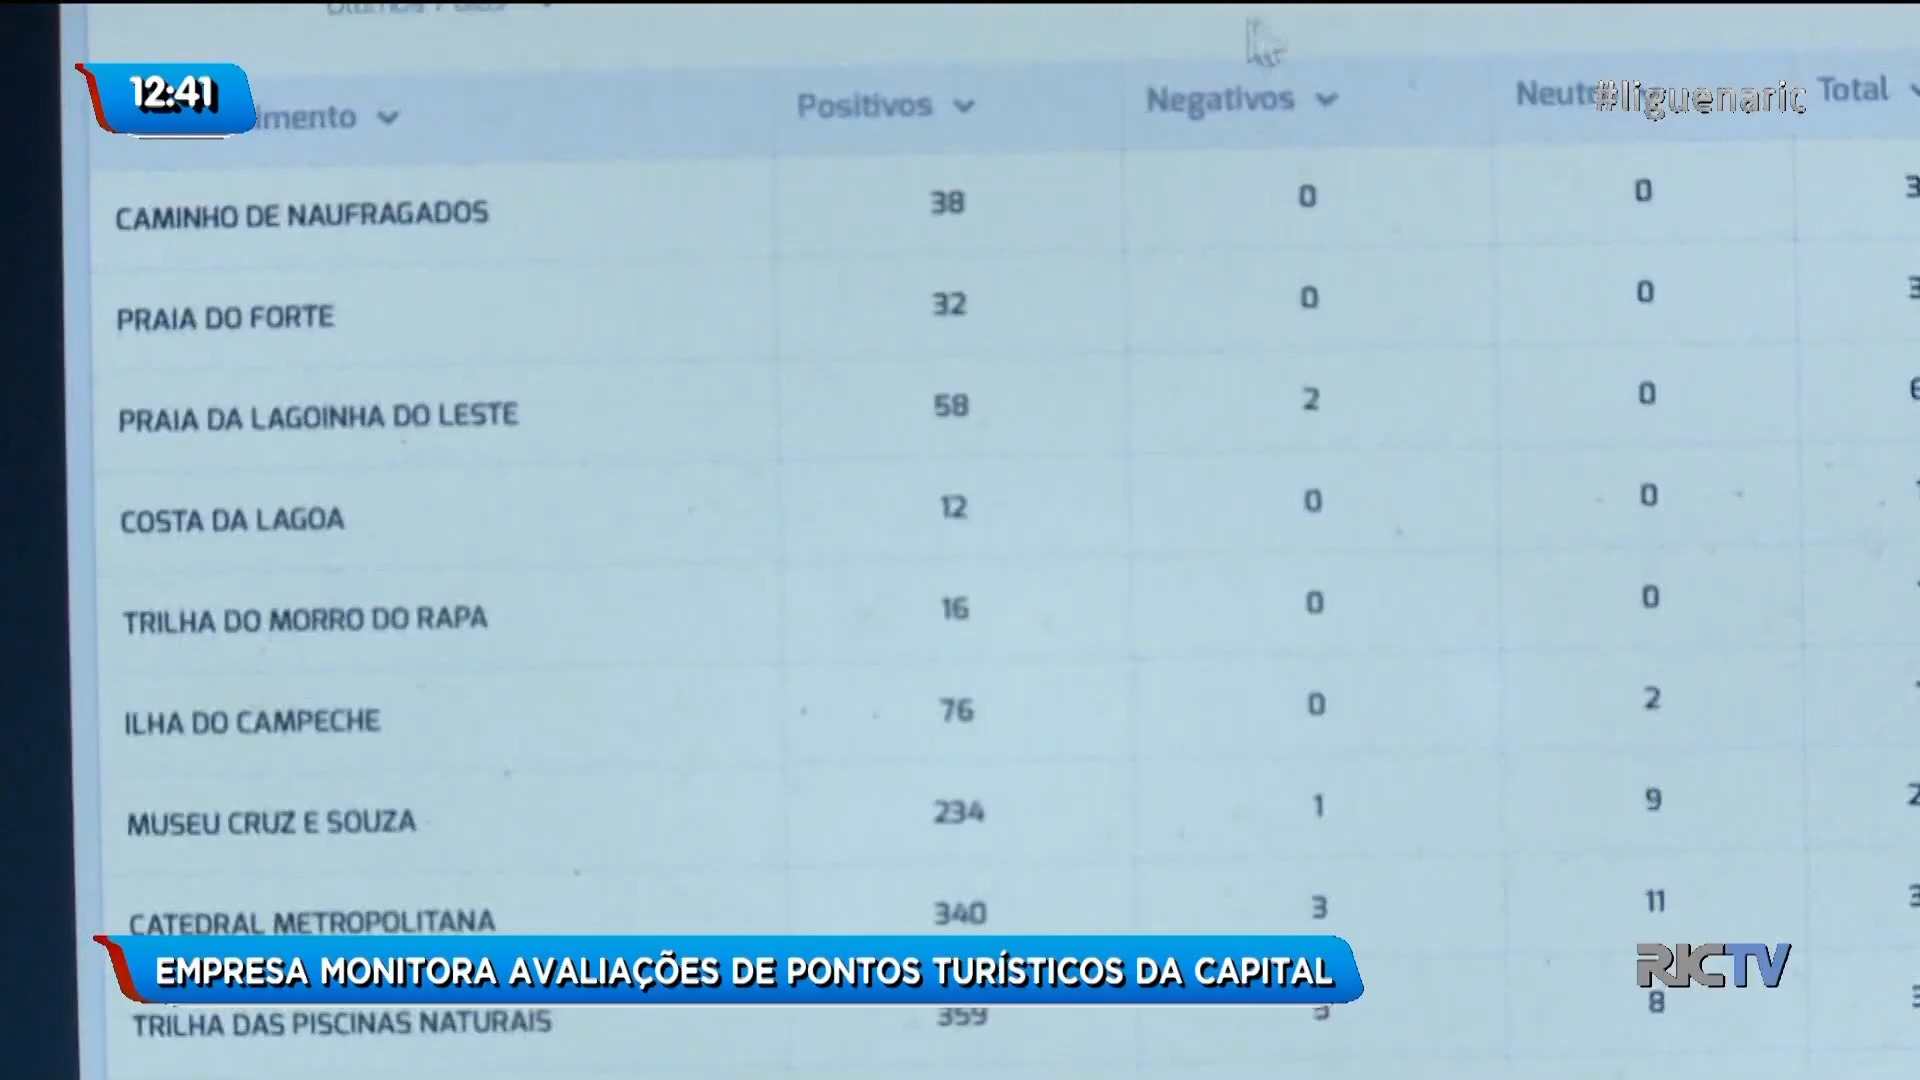 12:41
Positivos
Negativos
#liguenaric
Total
CAMINHO DE NAUFRAGADOS 38 0 0
PRAIA DO FORTE 32 0 0
PRAIA DA LAGOINHA DO LESTE 58 2 0
COSTA DA LAGOA 12 0 0
TRILHA DO MORRO DO RAPA 16 0 0
ILHA DO CAMPECHE 76 0 2
MUSEU CRUZ E SOUZA 234 1 9
CATEDRAL METROPOLITANA 340 3 11
EMPRESA MONITORA AVALIAÇÕES DE PONTOS TURÍSTICOS DA CAPITAL
RICTV
TRILHA DAS PISCINAS NATURAIS 359 8